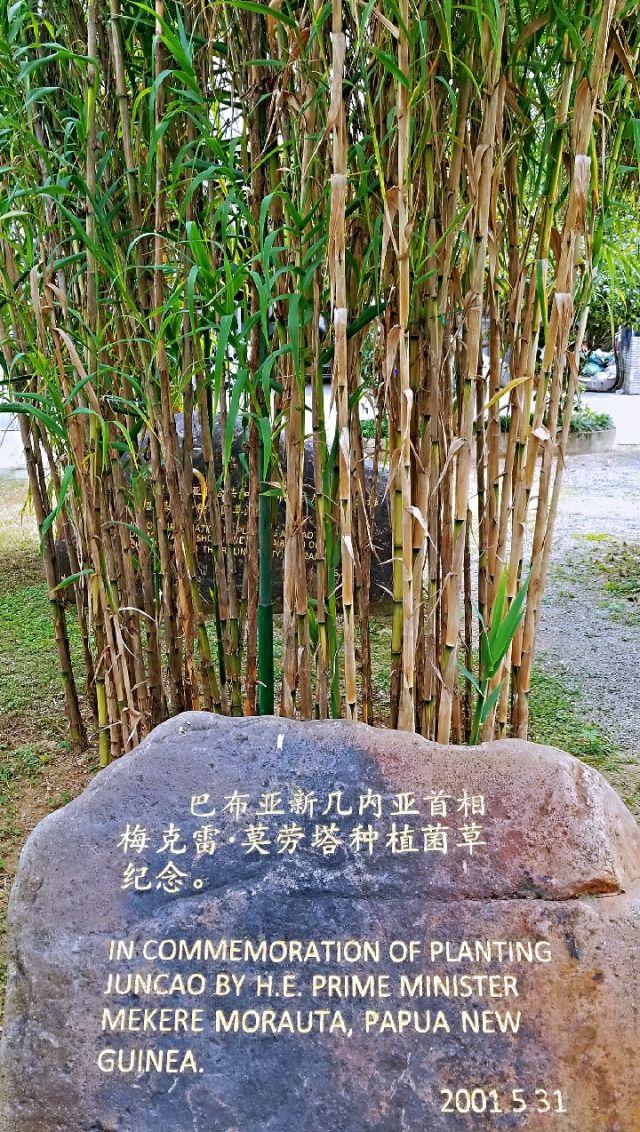 巴布亚新几内亚首相
梅克雷·莫劳塔种植菌草
纪念。
IN COMMEMORATION OF PLANTING
JUNCAO BY H.E. PRIME MINISTER
MEKERE MORAUTA, PAPUA NEW
GUINEA.
2001.5.31